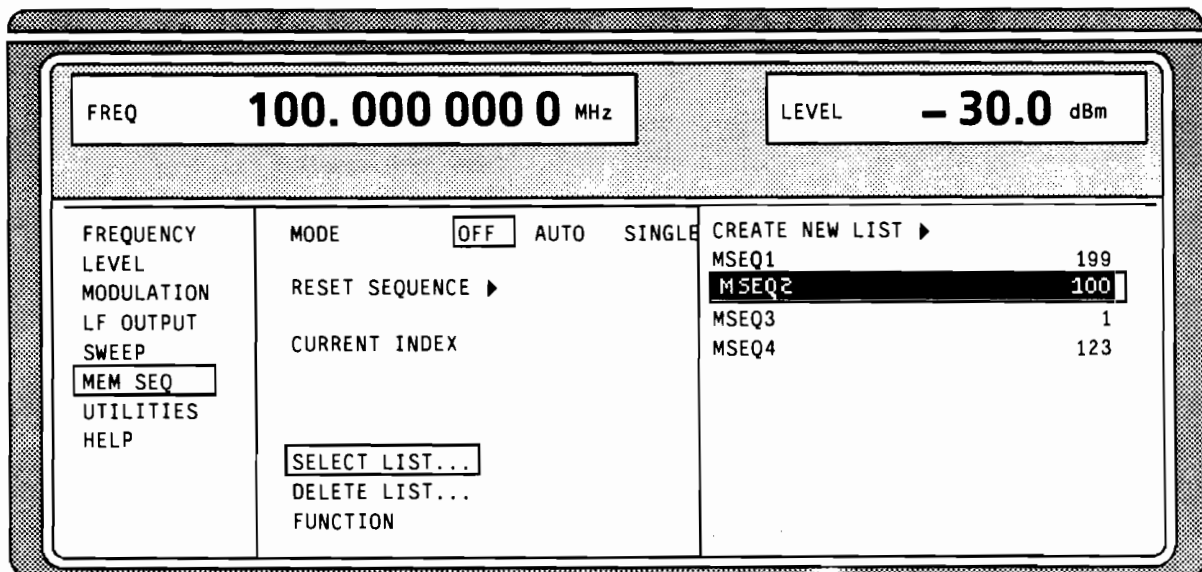 FREQ 100. 000 000 0 MHz
LEVEL – 30.0 dBm
FREQUENCY
LEVEL
MODULATION
LF OUTPUT
SWEEP
MEM SEQ
UTILITIES
HELP
MODE OFF AUTO SINGLE
RESET SEQUENCE ▶
CURRENT INDEX
SELECT LIST...
DELETE LIST...
FUNCTION
CREATE NEW LIST ▶
MSEQ1 199
MSEQ2 100
MSEQ3 1
MSEQ4 123